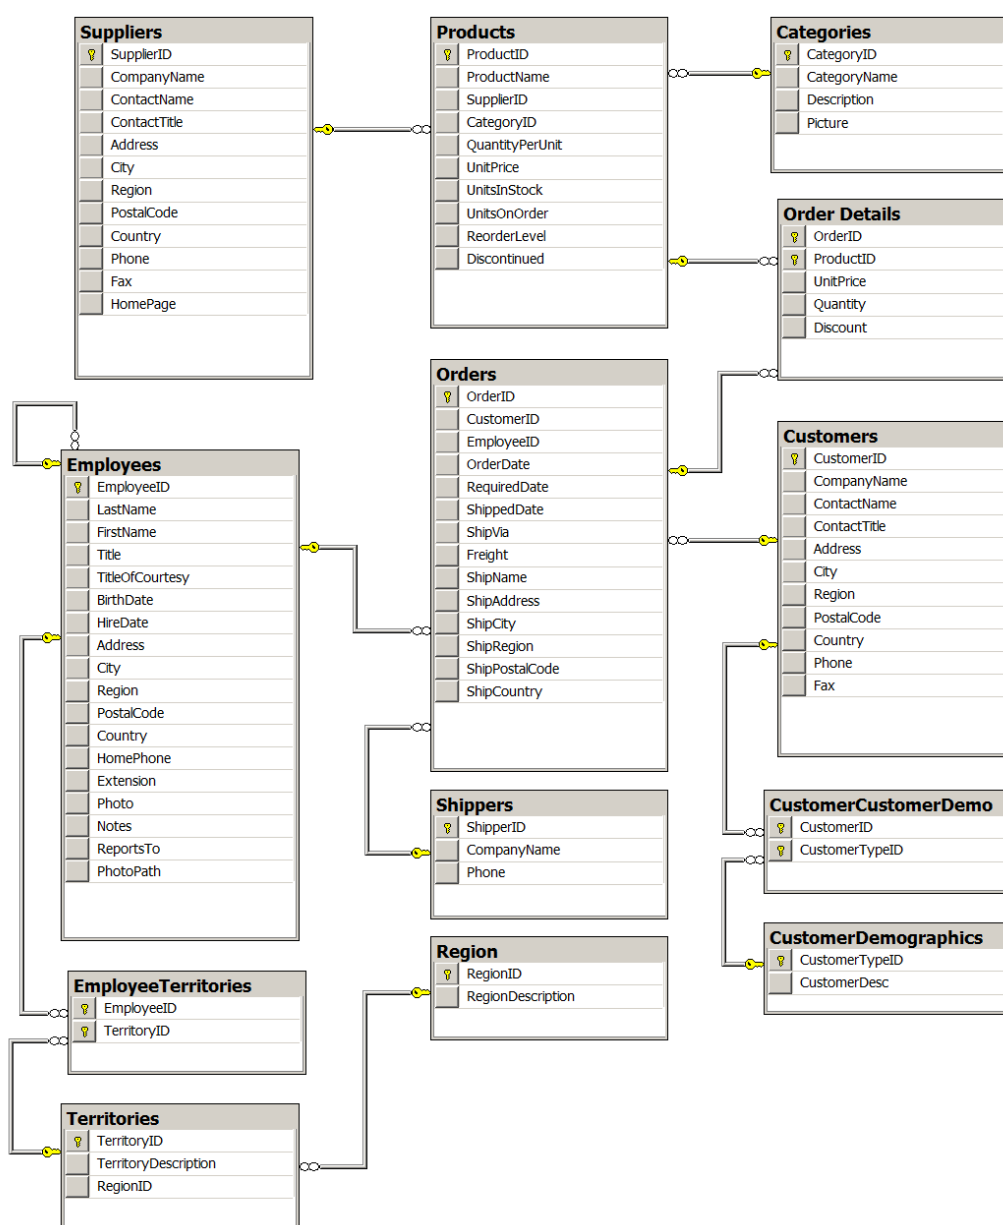 Suppliers
SupplierID
CompanyName
ContactName
ContactTitle
Address
City
Region
PostalCode
Country
Phone
Fax
HomePage
Products
ProductID
ProductName
SupplierID
CategoryID
QuantityPerUnit
UnitPrice
UnitsInStock
UnitsOnOrder
ReorderLevel
Discontinued
Categories
CategoryID
CategoryName
Description
Picture
Order Details
OrderID
ProductID
UnitPrice
Quantity
Discount
Employees
EmployeeID
LastName
FirstName
Title
TitleOfCourtesy
BirthDate
HireDate
Address
City
Region
PostalCode
Country
HomePhone
Extension
Photo
Notes
ReportsTo
PhotoPath
Orders
OrderID
CustomerID
EmployeeID
OrderDate
RequiredDate
ShippedDate
ShipVia
Freight
ShipName
ShipAddress
ShipCity
ShipRegion
ShipPostalCode
ShipCountry
Customers
CustomerID
CompanyName
ContactName
ContactTitle
Address
City
Region
PostalCode
Country
Phone
Fax
Shippers
ShipperID
CompanyName
Phone
CustomerCustomerDemo
CustomerID
CustomerTypeID
CustomerDemographics
CustomerTypeID
CustomerDesc
Region
RegionID
RegionDescription
EmployeeTerritories
EmployeeID
TerritoryID
Territories
TerritoryID
TerritoryDescription
RegionID